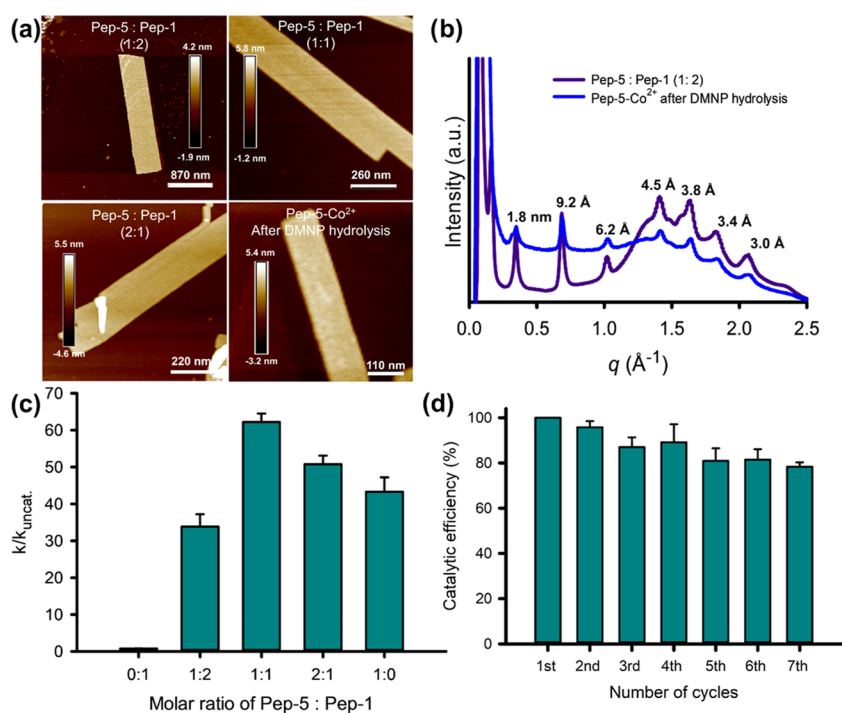 (a)
Pep-5 : Pep-1
(1:2)
4.2 nm
-1.9 nm
870 nm
Pep-5 : Pep-1
(1:1)
5.8 nm
-1.2 nm
260 nm
Pep-5 : Pep-1
(2:1)
5.5 nm
-4.6 nm
220 nm
Pep-5-Co²⁺
After DMNP hydrolysis
5.4 nm
-3.2 nm
110 nm
(b)
Pep-5 : Pep-1 (1: 2)
Pep-5-Co²⁺ after DMNP hydrolysis
1.8 nm
9.2 Å
6.2 Å
4.5 Å
3.8 Å
3.4 Å
3.0 Å
Intensity (a.u.)
0.0 0.5 1.0 1.5 2.0 2.5
q (Å⁻¹)
(c)
70
60
50
40
30
20
10
0
k/k_uncat.
0:1 1:2 1:1 2:1 1:0
Molar ratio of Pep-5 : Pep-1
(d)
100
80
60
40
20
0
Catalytic efficiency (%)
1st 2nd 3rd 4th 5th 6th 7th
Number of cycles